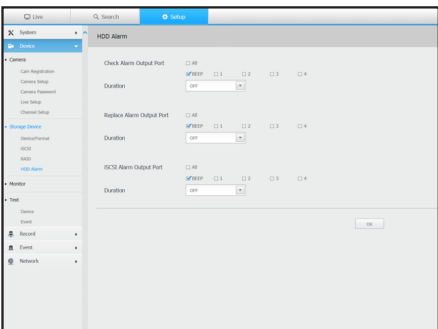 Live
Search
Setup
System
Device
Camera
Cam Registration
Camera Setup
Camera Password
Live Setup
Channel Setup
Storage Device
Device/Format
iSCSI
RAID
HDD Alarm
Monitor
Text
Device
Event
Record
Event
Network
HDD Alarm
Check Alarm Output Port
All
BEEP 1 2 3 4
Duration OFF
Replace Alarm Output Port
All
BEEP 1 2 3 4
Duration OFF
iSCSI Alarm Output Port
All
BEEP 1 2 3 4
Duration OFF
OK